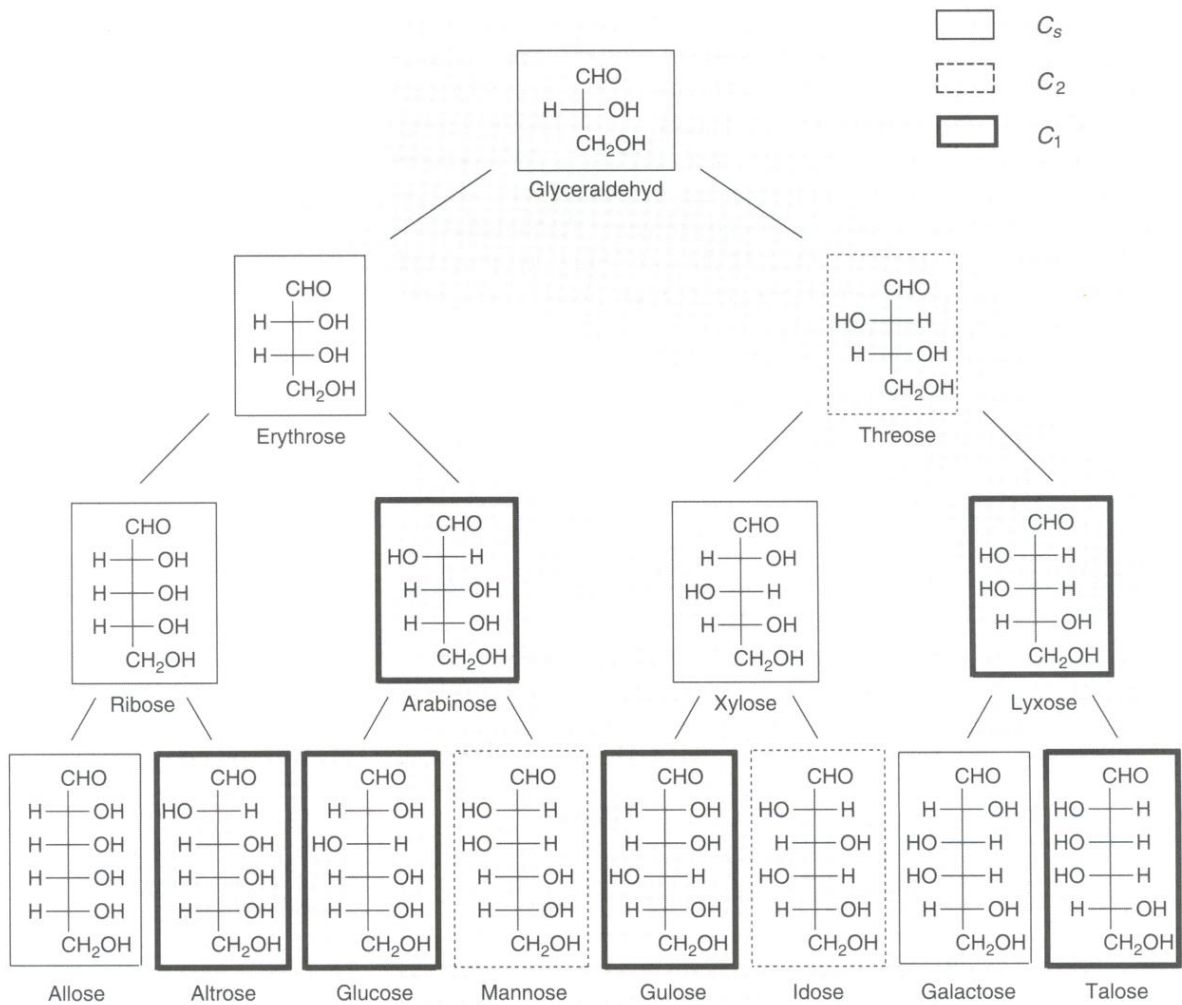 C_s
C_2
C_1
CHO
H OH
CH2OH
Glyceraldehyd
CHO
H OH
H OH
CH2OH
Erythrose
CHO
HO H
H OH
CH2OH
Threose
CHO
H OH
H OH
H OH
CH2OH
Ribose
CHO
HO H
H OH
H OH
CH2OH
Arabinose
CHO
H OH
HO H
H OH
CH2OH
Xylose
CHO
HO H
HO H
H OH
CH2OH
Lyxose
CHO
H OH
H OH
H OH
H OH
CH2OH
Allose
CHO
HO H
H OH
H OH
H OH
CH2OH
Altrose
CHO
H OH
HO H
H OH
H OH
CH2OH
Glucose
CHO
HO H
HO H
H OH
H OH
CH2OH
Mannose
CHO
H OH
H OH
HO H
H OH
CH2OH
Gulose
CHO
HO H
H OH
HO H
H OH
CH2OH
Idose
CHO
H OH
HO H
HO H
H OH
CH2OH
Galactose
CHO
HO H
HO H
HO H
H OH
CH2OH
Talose